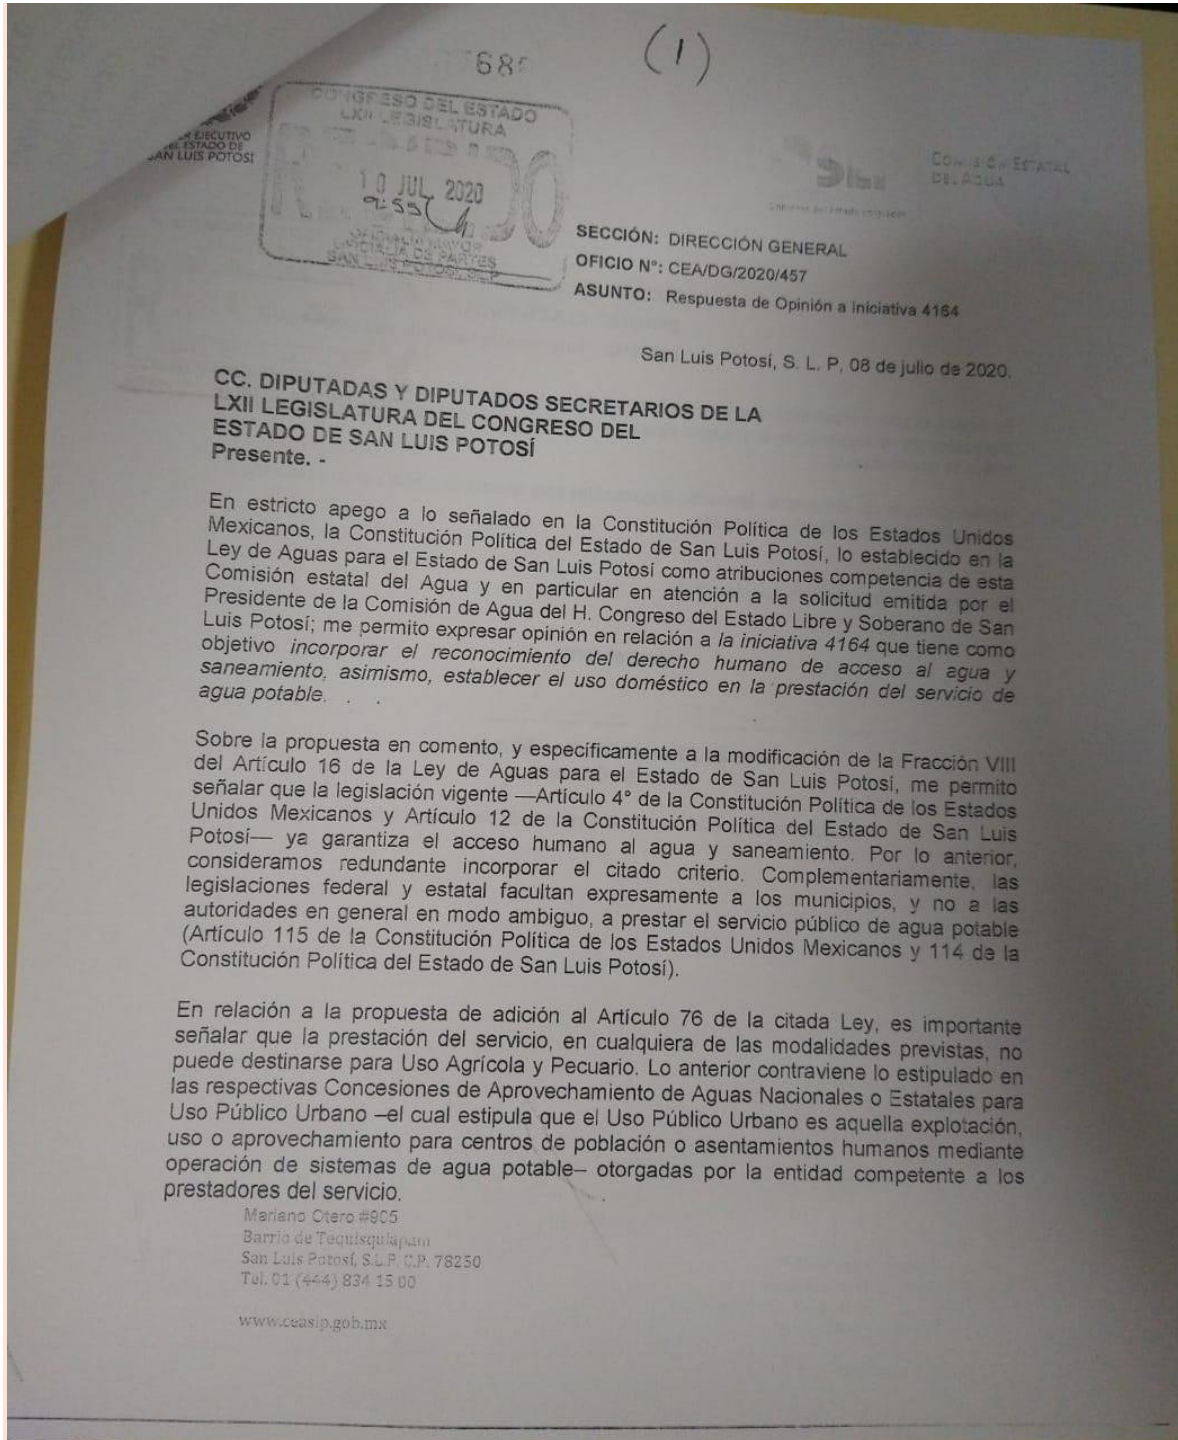 (1)
68
CONGRESO DEL ESTADO
LXII LEGISLATURA
10 JUL. 2020
9:55
OFICIALIA DE PARTES
SAN LUIS POTOSI, SLP
EJECUTIVO
DEL ESTADO DE
SAN LUIS POTOSÍ
COMISIÓN ESTATAL
DEL AGUA
SECCIÓN: DIRECCIÓN GENERAL
OFICIO N°: CEA/DG/2020/457
ASUNTO: Respuesta de Opinión a Iniciativa 4164
San Luis Potosí, S. L. P, 08 de julio de 2020.
CC. DIPUTADAS Y DIPUTADOS SECRETARIOS DE LA
LXII LEGISLATURA DEL CONGRESO DEL
ESTADO DE SAN LUIS POTOSÍ
Presente. -
En estricto apego a lo señalado en la Constitución Política de los Estados Unidos
Mexicanos, la Constitución Política del Estado de San Luis Potosí, lo establecido en la
Ley de Aguas para el Estado de San Luis Potosí como atribuciones competencia de esta
Comisión estatal del Agua y en particular en atención a la solicitud emitida por el
Presidente de la Comisión de Agua del H. Congreso del Estado Libre y Soberano de San
Luis Potosí; me permito expresar opinión en relación a la iniciativa 4164 que tiene como
objetivo incorporar el reconocimiento del derecho humano de acceso al agua y
saneamiento, asimismo, establecer el uso doméstico en la prestación del servicio de
agua potable.
Sobre la propuesta en comento, y específicamente a la modificación de la Fracción VIII
del Artículo 16 de la Ley de Aguas para el Estado de San Luis Potosí, me permito
señalar que la legislación vigente —Artículo 4° de la Constitución Política de los Estados
Unidos Mexicanos y Artículo 12 de la Constitución Política del Estado de San Luis
Potosí— ya garantiza el acceso humano al agua y saneamiento. Por lo anterior,
consideramos redundante incorporar el citado criterio. Complementariamente, las
legislaciones federal y estatal facultan expresamente a los municipios, y no a las
autoridades en general en modo ambiguo, a prestar el servicio público de agua potable
(Artículo 115 de la Constitución Política de los Estados Unidos Mexicanos y 114 de la
Constitución Política del Estado de San Luis Potosí).
En relación a la propuesta de adición al Artículo 76 de la citada Ley, es importante
señalar que la prestación del servicio, en cualquiera de las modalidades previstas, no
puede destinarse para Uso Agrícola y Pecuario. Lo anterior contraviene lo estipulado en
las respectivas Concesiones de Aprovechamiento de Aguas Nacionales o Estatales para
Uso Público Urbano –el cual estipula que el Uso Público Urbano es aquella explotación,
uso o aprovechamiento para centros de población o asentamientos humanos mediante
operación de sistemas de agua potable– otorgadas por la entidad competente a los
prestadores del servicio.
Mariano Otero #905
Barrio de Tequisquiapam
San Luis Potosí, S.L.P. C.P. 78250
Tel. 01 (444) 834 15 00
www.ceaslp.gob.mx